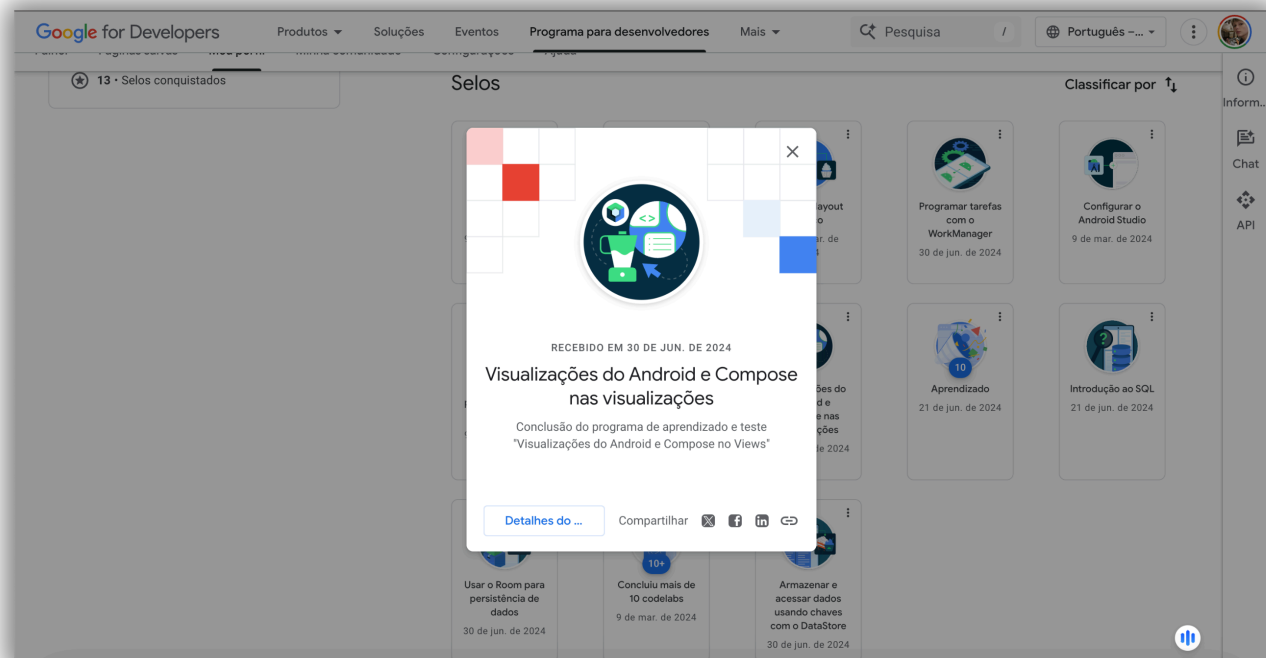 Google for Developers
Produtos
Soluções
Eventos
Programa para desenvolvedores
Mais
Pesquisa
/
Português –...
13 · Selos conquistados
Selos
Classificar por
Inform...
Chat
API
Programar tarefas
com o
WorkManager
30 de jun. de 2024
Configurar o
Android Studio
9 de mar. de 2024
RECEBIDO EM 30 DE JUN. DE 2024
Visualizações do Android e Compose
nas visualizações
Conclusão do programa de aprendizado e teste
"Visualizações do Android e Compose no Views"
Detalhes do ...
Compartilhar
10
Aprendizado
21 de jun. de 2024
Introdução ao SQL
21 de jun. de 2024
Usar o Room para
persistência de
dados
30 de jun. de 2024
10+
Concluiu mais de
10 codelabs
9 de mar. de 2024
Armazenar e
acessar dados
usando chaves
com o DataStore
30 de jun. de 2024